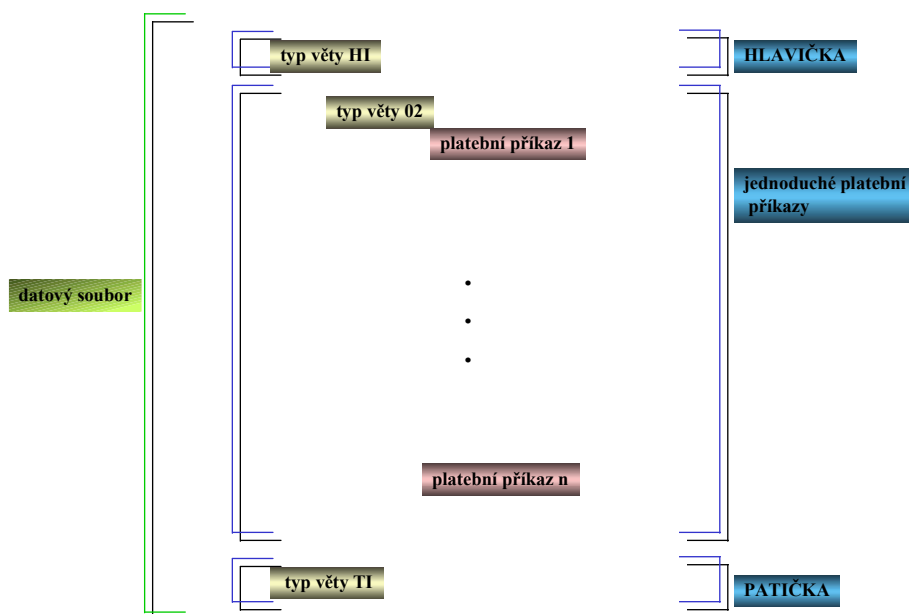 typ věty HI
HLAVIČKA
typ věty 02
platební příkaz 1
jednoduché platební
příkazy
datový soubor
platební příkaz n
typ věty TI
PATIČKA